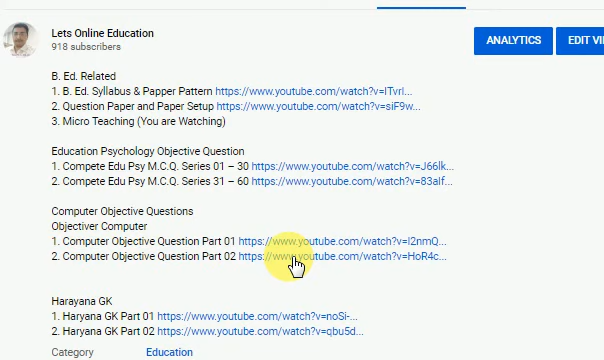 Lets Online Education
918 subscribers
ANALYTICS
EDIT VI
B. Ed. Related
1. B. Ed. Syllabus & Papper Pattern https://www.youtube.com/watch?v=lTvrI...
2. Question Paper and Paper Setup https://www.youtube.com/watch?v=siF9w...
3. Micro Teaching (You are Watching)
Education Psychology Objective Question
1. Compete Edu Psy M.C.Q. Series 01 – 30 https://www.youtube.com/watch?v=J66lk...
2. Compete Edu Psy M.C.Q. Series 31 – 60 https://www.youtube.com/watch?v=83alf...
Computer Objective Questions
Objectiver Computer
1. Computer Objective Question Part 01 https://www.youtube.com/watch?v=I2nmQ...
2. Computer Objective Question Part 02 https://www.youtube.com/watch?v=HoR4c...
Harayana GK
1. Haryana GK Part 01 https://www.youtube.com/watch?v=noSi-...
2. Haryana GK Part 02 https://www.youtube.com/watch?v=qbu5d...
Category Education